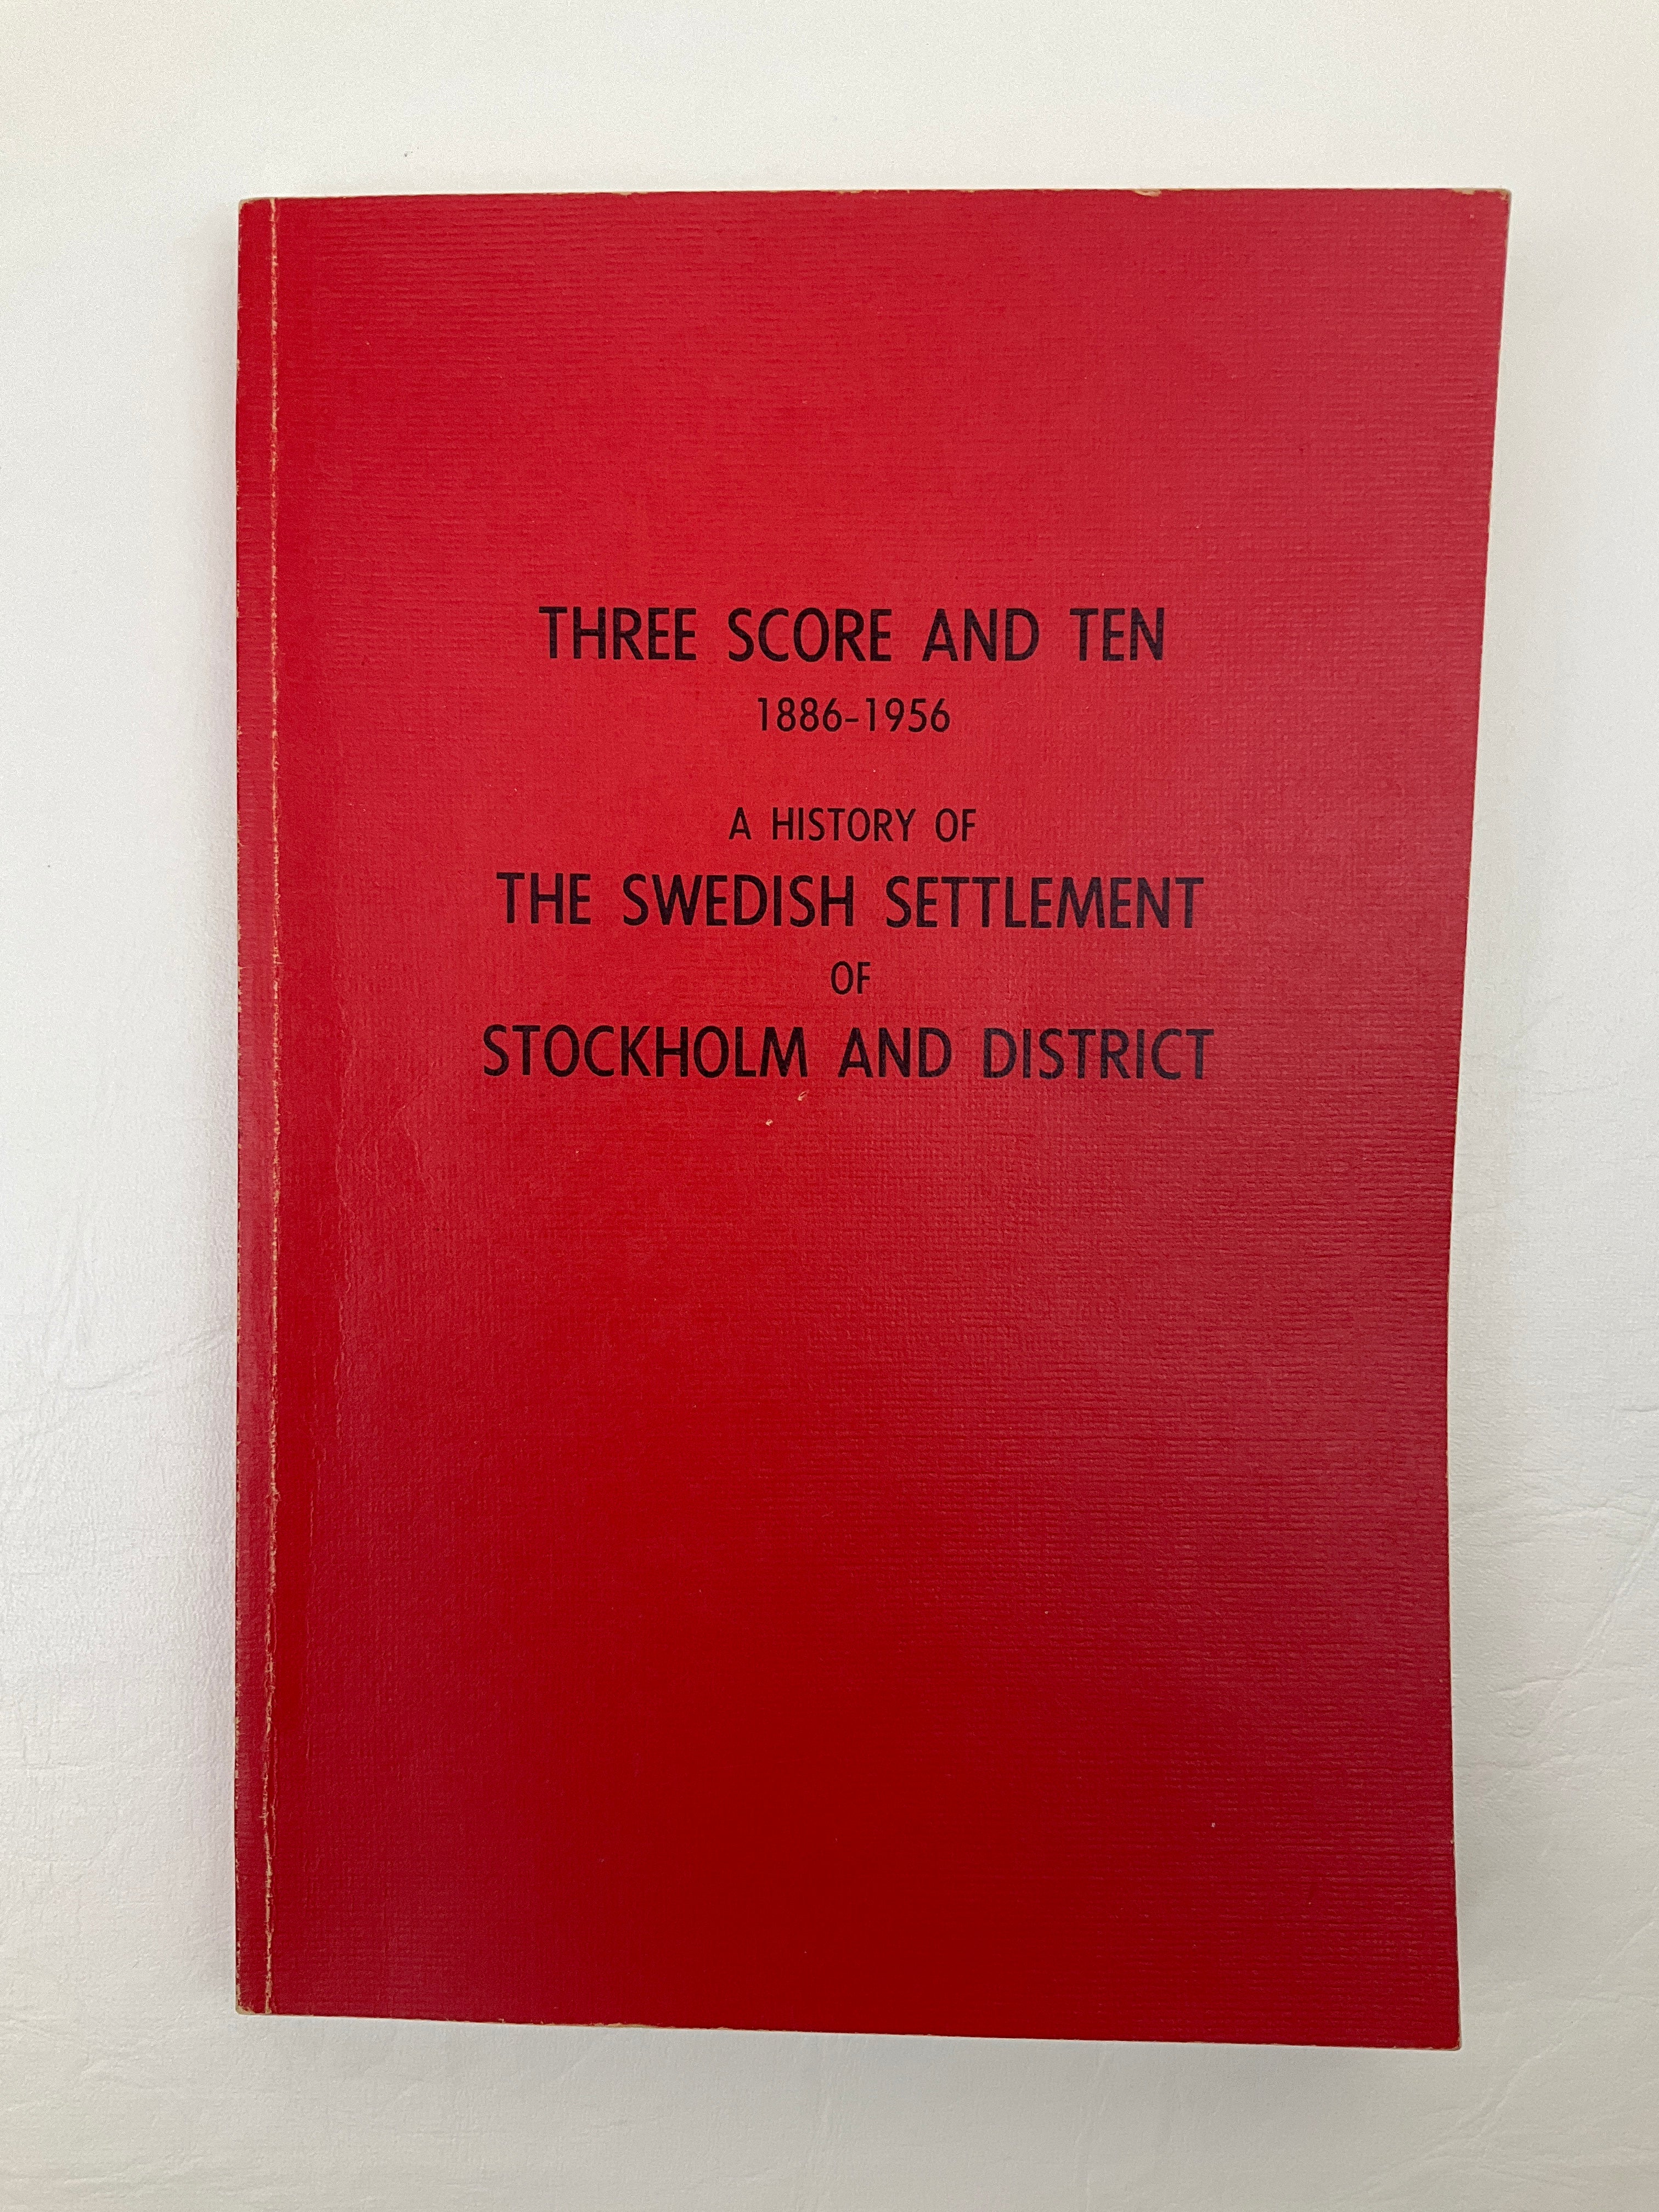 THREE SCORE AND TEN
1886-1956
A HISTORY OF
THE SWEDISH SETTLEMENT
OF
STOCKHOLM AND DISTRICT